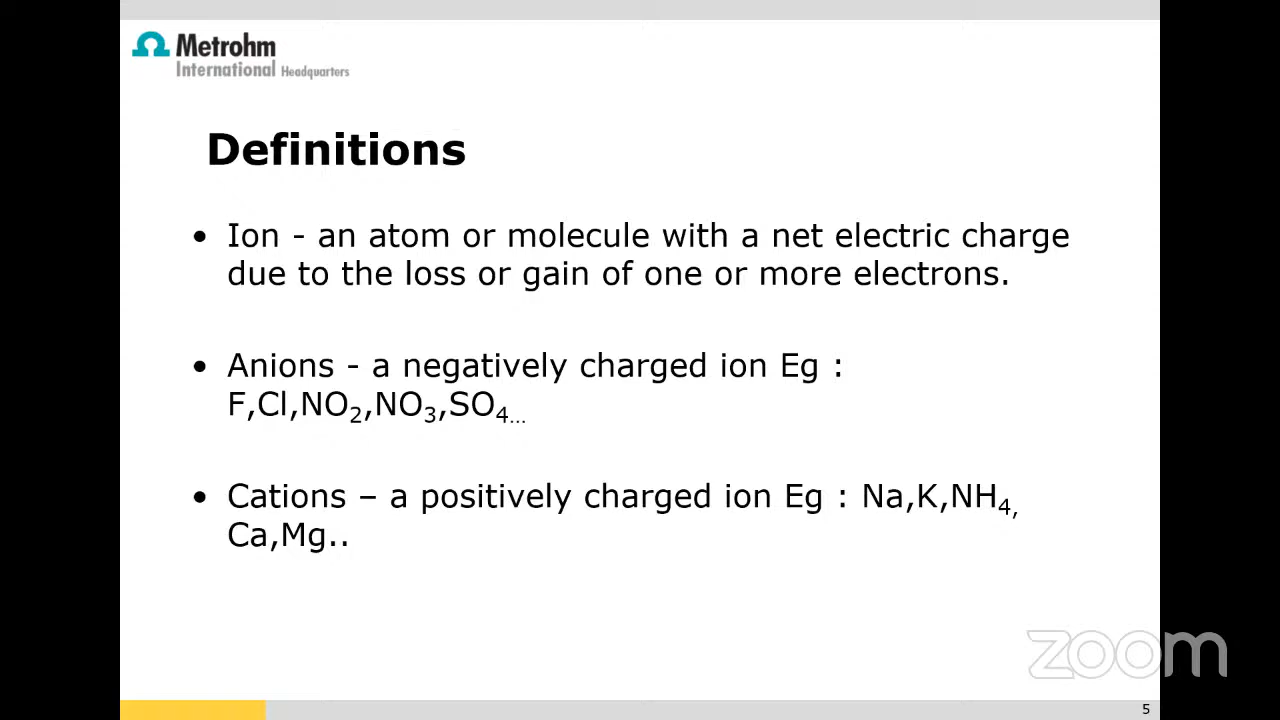 Metrohm
International Headquarters
Definitions
• Ion - an atom or molecule with a net electric charge
due to the loss or gain of one or more electrons.
• Anions - a negatively charged ion Eg :
F,Cl,NO₂,NO₃,SO₄...
• Cations – a positively charged ion Eg : Na,K,NH₄,
Ca,Mg..
zoom
5